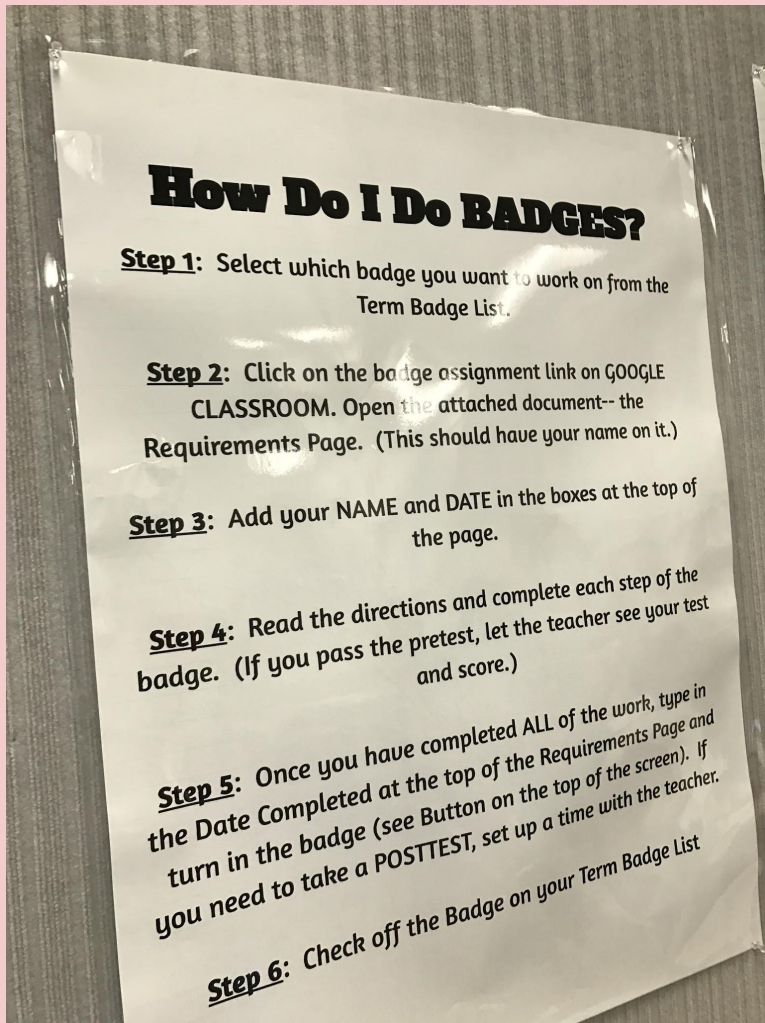 How Do I Do BADGES?
Step 1: Select which badge you want to work on from the
Term Badge List.
Step 2: Click on the badge assignment link on GOOGLE
CLASSROOM. Open the attached document-- the
Requirements Page. (This should have your name on it.)
Step 3: Add your NAME and DATE in the boxes at the top of
the page.
Step 4: Read the directions and complete each step of the
badge. (If you pass the pretest, let the teacher see your test
and score.)
Step 5: Once you have completed ALL of the work, type in
the Date Completed at the top of the Requirements Page and
turn in the badge (see Button on the top of the screen). If
you need to take a POSTTEST, set up a time with the teacher.
Step 6: Check off the Badge on your Term Badge List